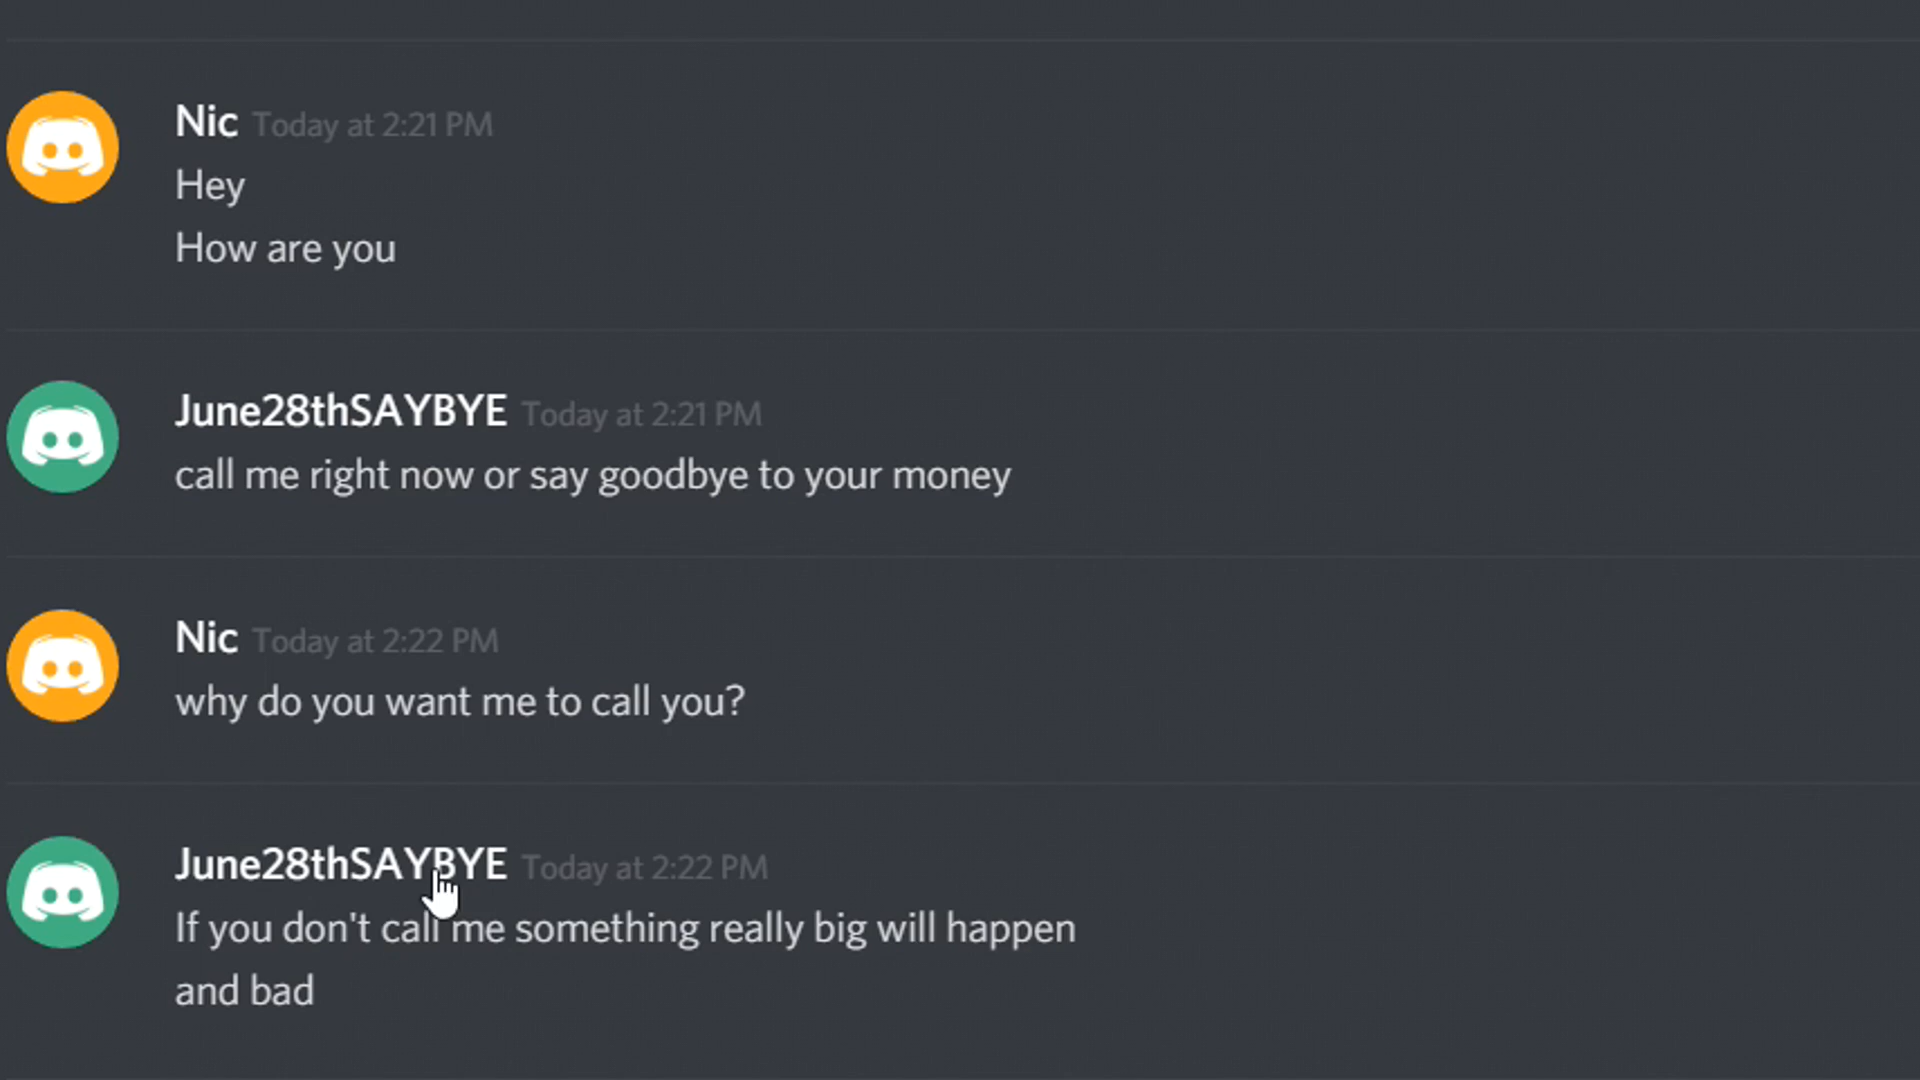 Nic Today at 2:21 PM
Hey
How are you
June28thSAYBYE Today at 2:21 PM
call me right now or say goodbye to your money
Nic Today at 2:22 PM
why do you want me to call you?
June28thSAYBYE Today at 2:22 PM
If you don't call me something really big will happen
and bad